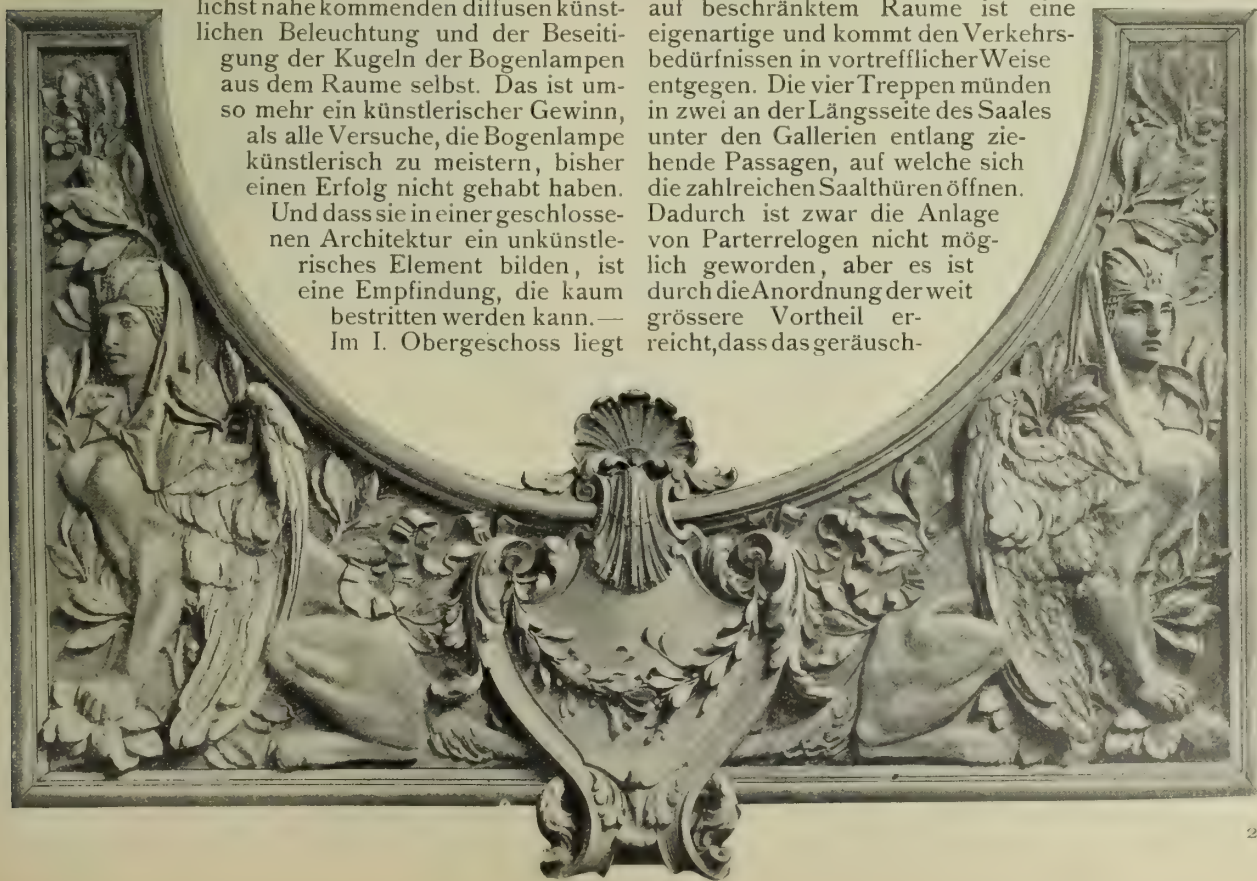 lichst nahe kommenden diffusen künst-
lichen Beleuchtung und der Beseiti-
gung der Kugeln der Bogenlampen
aus dem Raume selbst. Das ist um-
so mehr ein künstlerischer Gewinn,
als alle Versuche, die Bogenlampe
künstlerisch zu meistern, bisher
einen Erfolg nicht gehabt haben.
Und dass sie in einer geschlosse-
nen Architektur ein unkünstle-
risches Element bilden, ist
eine Empfindung, die kaum
bestritten werden kann.—
Im I. Obergeschoss liegt
auf beschränktem Raume ist eine
eigenartige und kommt den Verkehrs-
bedürfnissen in vortrefflicher Weise
entgegen. Die vier Treppen münden
in zwei an der Längsseite des Saales
unter den Gallerien entlang zie-
hende Passagen, auf welche sich
die zahlreichen Saalthüren öffnen.
Dadurch ist zwar die Anlage
von Parterrelogen nicht mög-
lich geworden, aber es ist
durch die Anordnung der weit
grössere Vortheil er-
reicht, dass das geräusch-
2